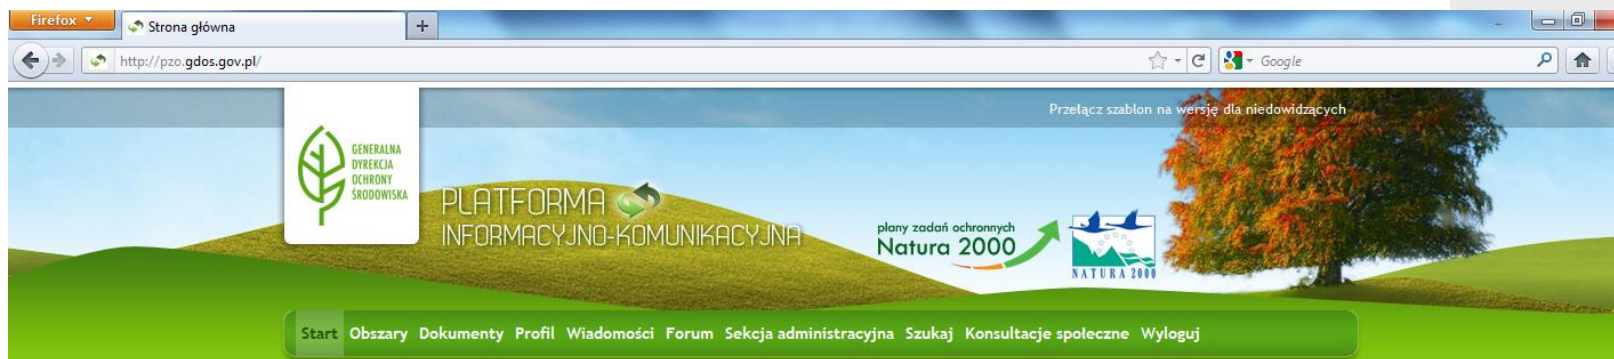 Firefox
Strona główna
http://pzo.gdos.gov.pl/
Google
Przełącz szablon na wersję dla niedowidzących
GENERALNA
DYREKCJA
OCHRONY
ŚRODOWISKA
PLATFORMA
INFORMACYJNO-KOMUNIKACYJNA
plany zadań ochronnych
Natura 2000
NATURA 2000
Start Obszary Dokumenty Profil Wiadomości Forum Sekcja administracyjna Szukaj Konsultacje społeczne Wyloguj